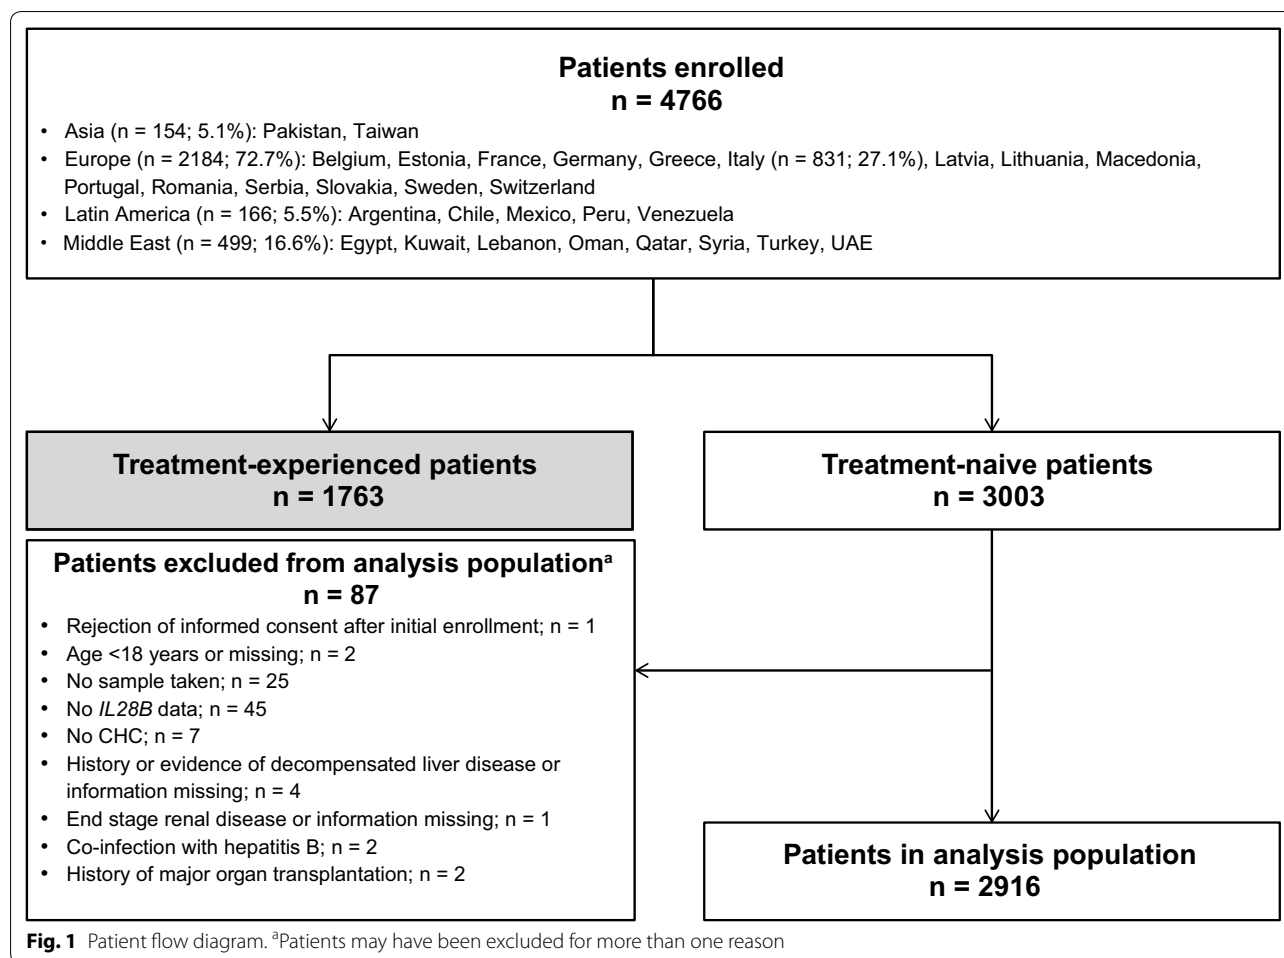 Patients enrolled
n = 4766
• Asia (n = 154; 5.1%): Pakistan, Taiwan
• Europe (n = 2184; 72.7%): Belgium, Estonia, France, Germany, Greece, Italy (n = 831; 27.1%), Latvia, Lithuania, Macedonia,
Portugal, Romania, Serbia, Slovakia, Sweden, Switzerland
• Latin America (n = 166; 5.5%): Argentina, Chile, Mexico, Peru, Venezuela
• Middle East (n = 499; 16.6%): Egypt, Kuwait, Lebanon, Oman, Qatar, Syria, Turkey, UAE
Treatment-experienced patients
n = 1763
Treatment-naive patients
n = 3003
Patients excluded from analysis populationᵃ
n = 87
• Rejection of informed consent after initial enrollment; n = 1
• Age <18 years or missing; n = 2
• No sample taken; n = 25
• No IL28B data; n = 45
• No CHC; n = 7
• History or evidence of decompensated liver disease or
information missing; n = 4
• End stage renal disease or information missing; n = 1
• Co-infection with hepatitis B; n = 2
• History of major organ transplantation; n = 2
Patients in analysis population
n = 2916
Fig. 1 Patient flow diagram. ᵃPatients may have been excluded for more than one reason